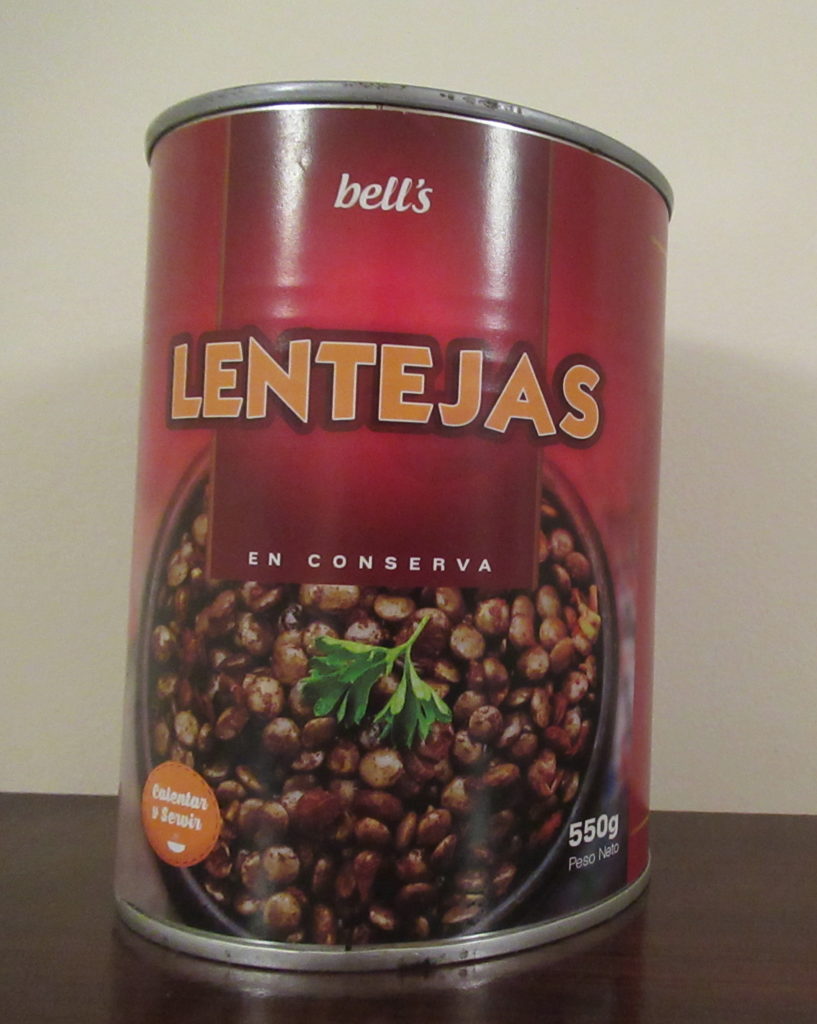 bell's
LENTEJAS
EN CONSERVA
Calentar
y Servir
550g
Peso Neto